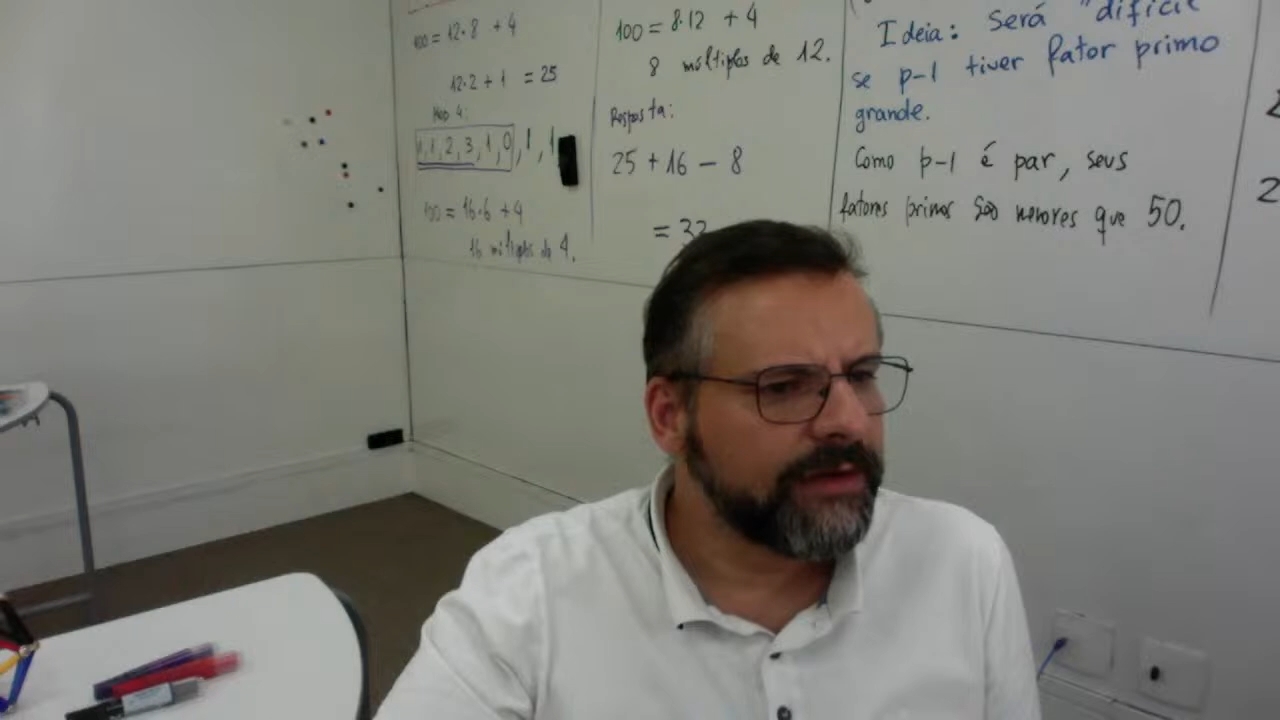 100 = 12·8 + 4
12·2 + 1 = 25
Mod 4:
1, 1, 2, 3, 1, 0, 1, 1
100 = 16·6 + 4
16 múltiplos de 4.
100 = 8·12 + 4
8 múltiplos de 12.
Resposta:
25 + 16 - 8
= 33
Ideia: Será "difícil
se p-1 tiver fator primo
grande.
Como p-1 é par, seus
fatores primos são menores que 50.
2